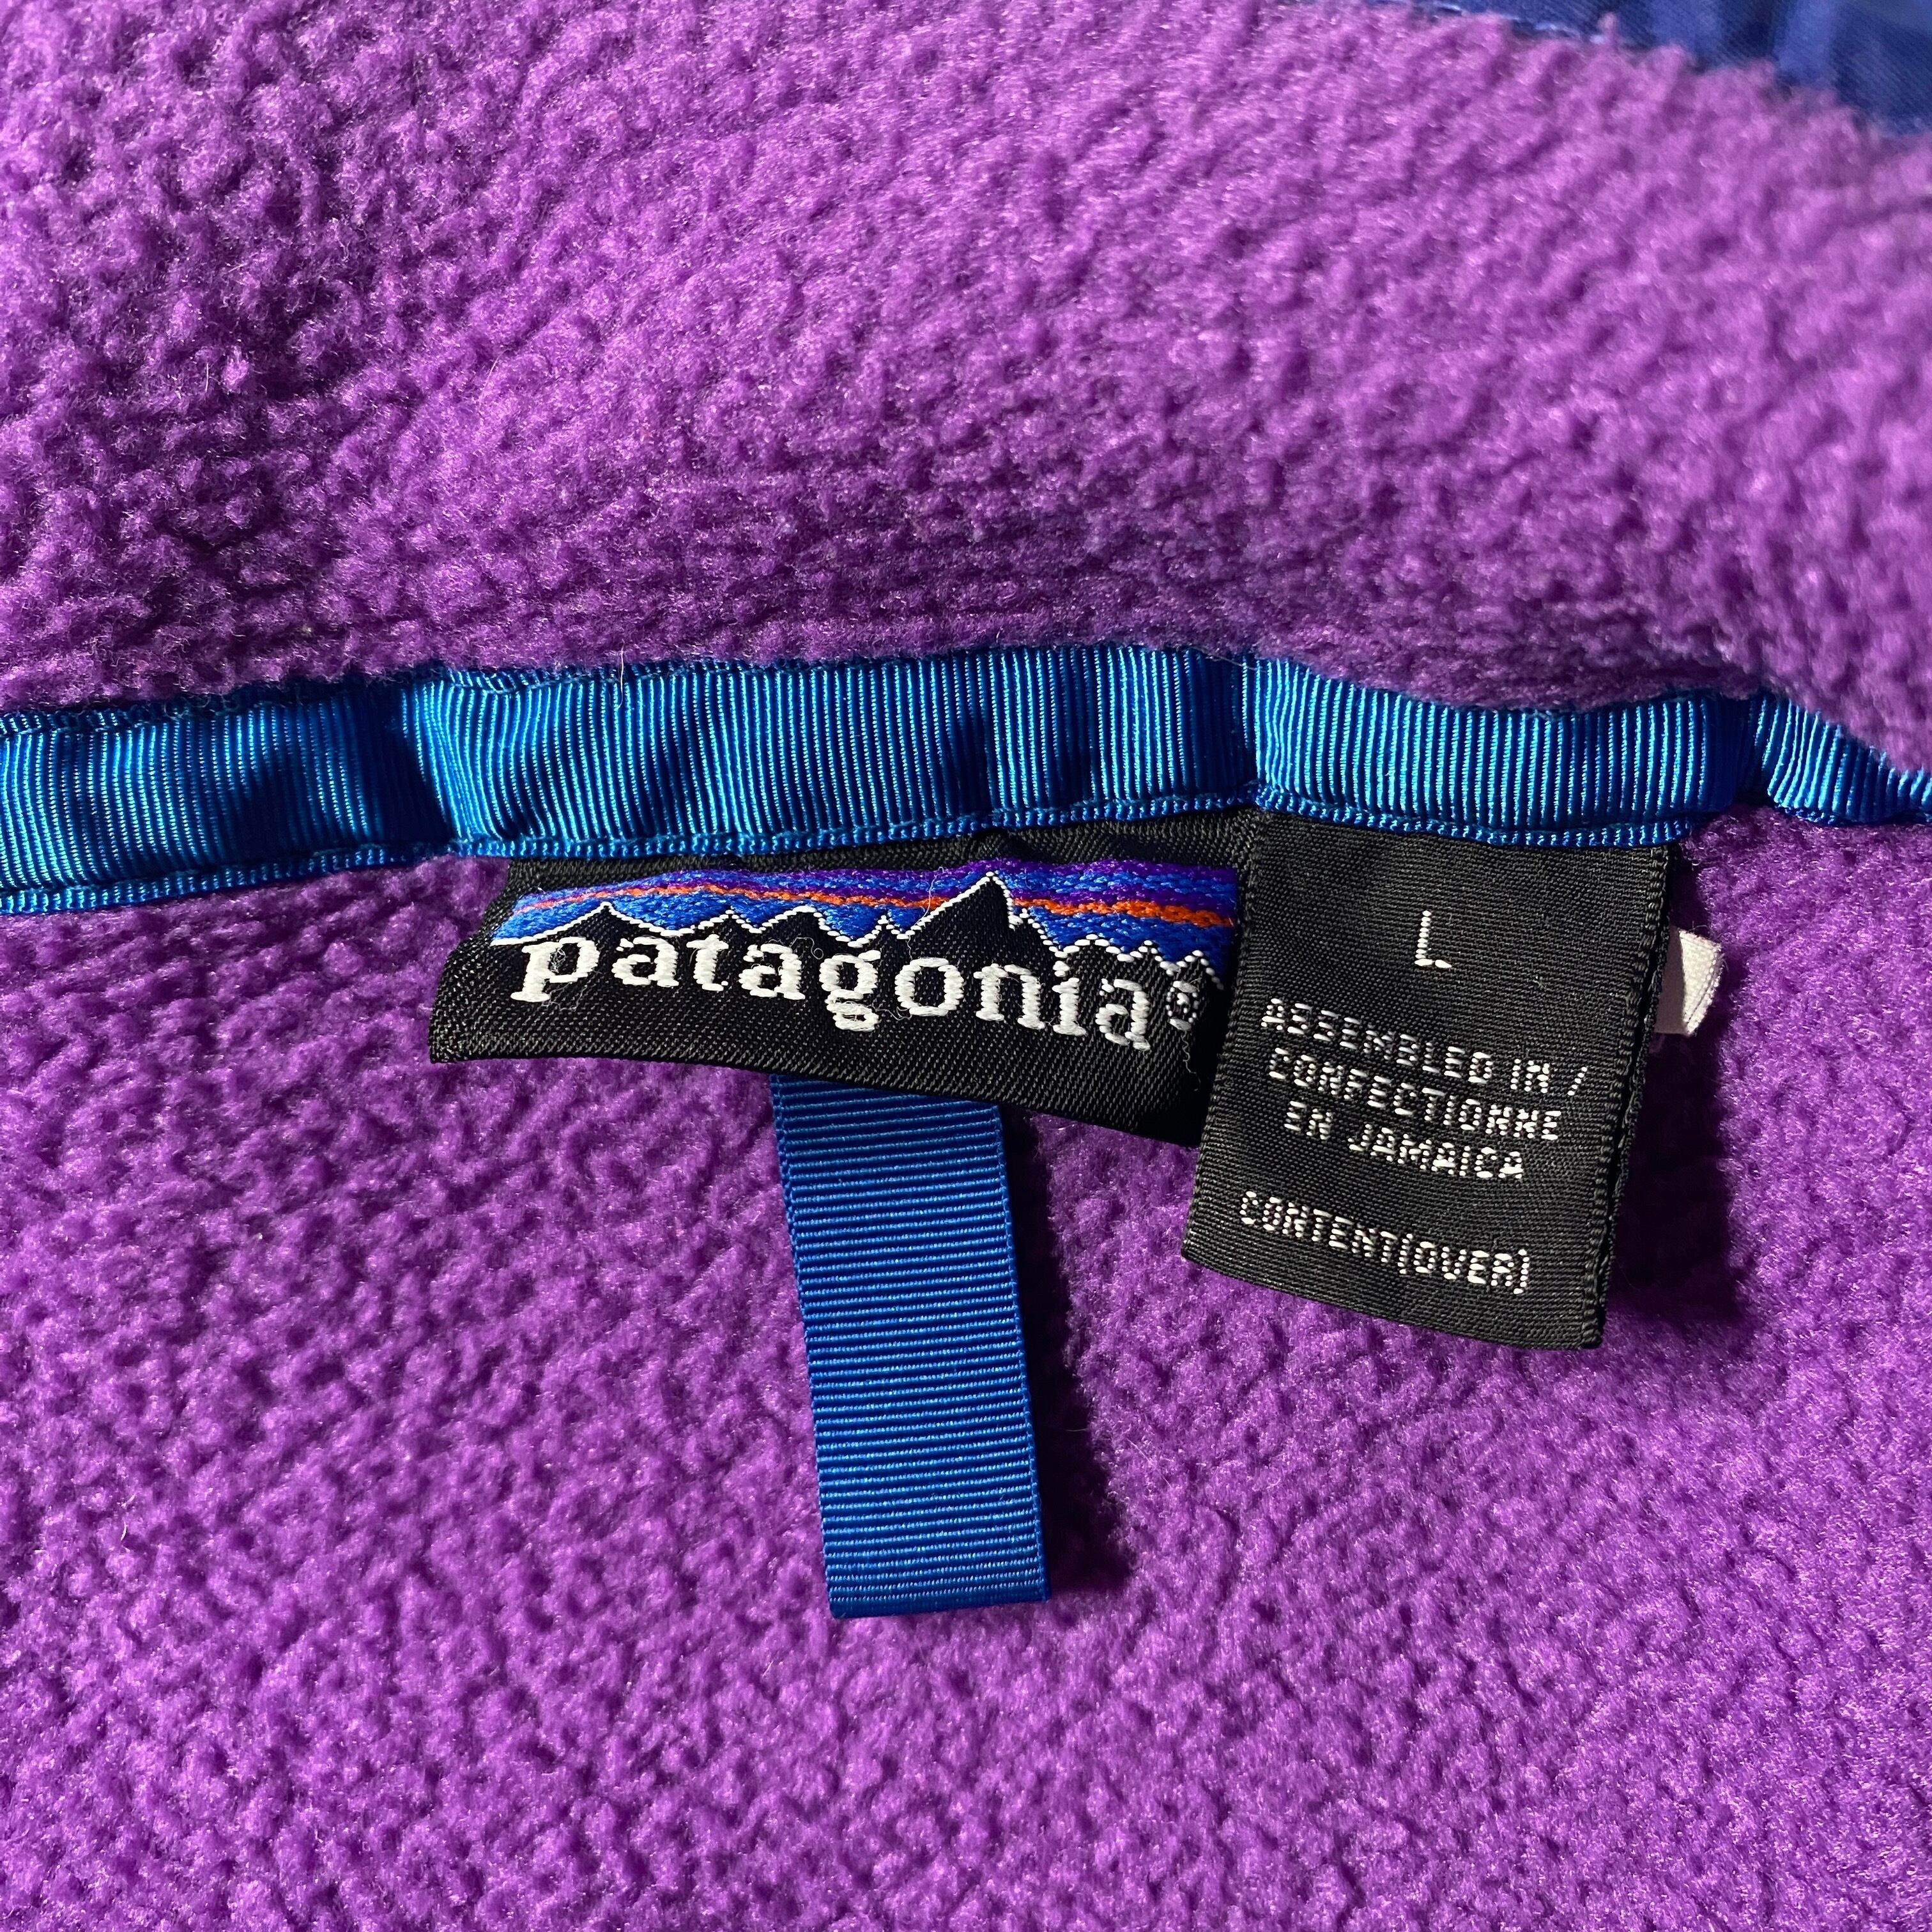 patagonia®
L
ASSEMBLED IN /
CONFECTIONNE
EN JAMAICA
CONTENT(OVER)